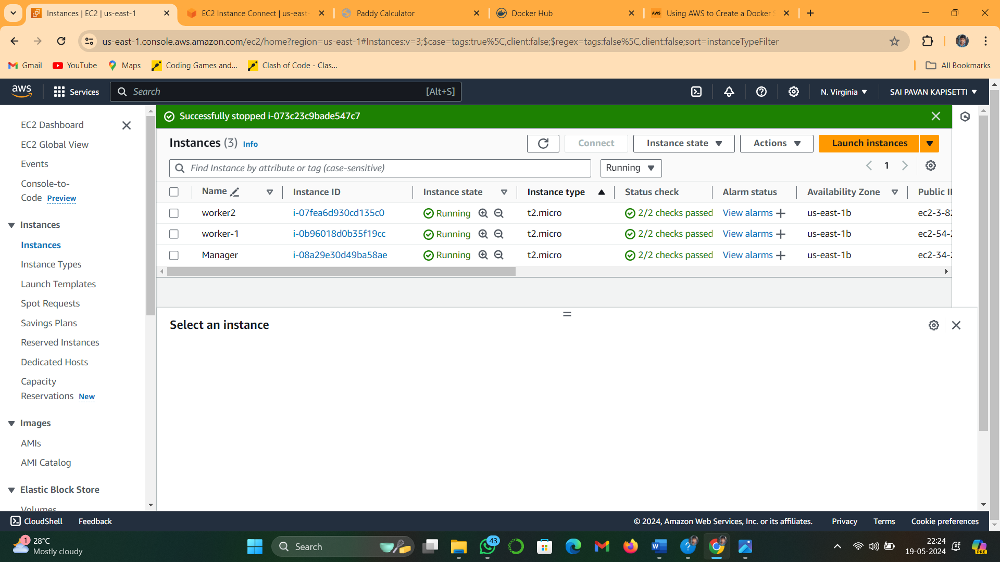 Instances | EC2 | us-east-1
EC2 Instance Connect | us-east-
Paddy Calculator
Docker Hub
aws Using AWS to Create a Docker S
us-east-1.console.aws.amazon.com/ec2/home?region=us-east-1#Instances:v=3;$case=tags:true%5C,client:false;$regex=tags:false%5C,client:false;sort=instanceTypeFilter
Gmail
YouTube
Maps
Coding Games and...
Clash of Code - Clas...
All Bookmarks
aws
Services
Search
[Alt+S]
N. Virginia
SAI PAVAN KAPISETTI
EC2 Dashboard
EC2 Global View
Events
Console-to-
Code Preview
Instances
Instances
Instance Types
Launch Templates
Spot Requests
Savings Plans
Reserved Instances
Dedicated Hosts
Capacity
Reservations New
Images
AMIs
AMI Catalog
Elastic Block Store
Volumes
Successfully stopped i-073c23c9bade547c7
Instances (3) Info
Connect
Instance state
Actions
Launch instances
Find Instance by attribute or tag (case-sensitive)
Running
1
Name Instance ID Instance state Instance type Status check Alarm status Availability Zone Public I
worker2 i-07fea6d930cd135c0 Running t2.micro 2/2 checks passed View alarms us-east-1b ec2-3-82
worker-1 i-0b96018d0b35f19cc Running t2.micro 2/2 checks passed View alarms us-east-1b ec2-54-2
Manager i-08a29e30d49ba58ae Running t2.micro 2/2 checks passed View alarms us-east-1b ec2-34-2
Select an instance
CloudShell
Feedback
© 2024, Amazon Web Services, Inc. or its affiliates.
Privacy
Terms
Cookie preferences
1
28°C
Mostly cloudy
Search
43
22:24
19-05-2024
PRE